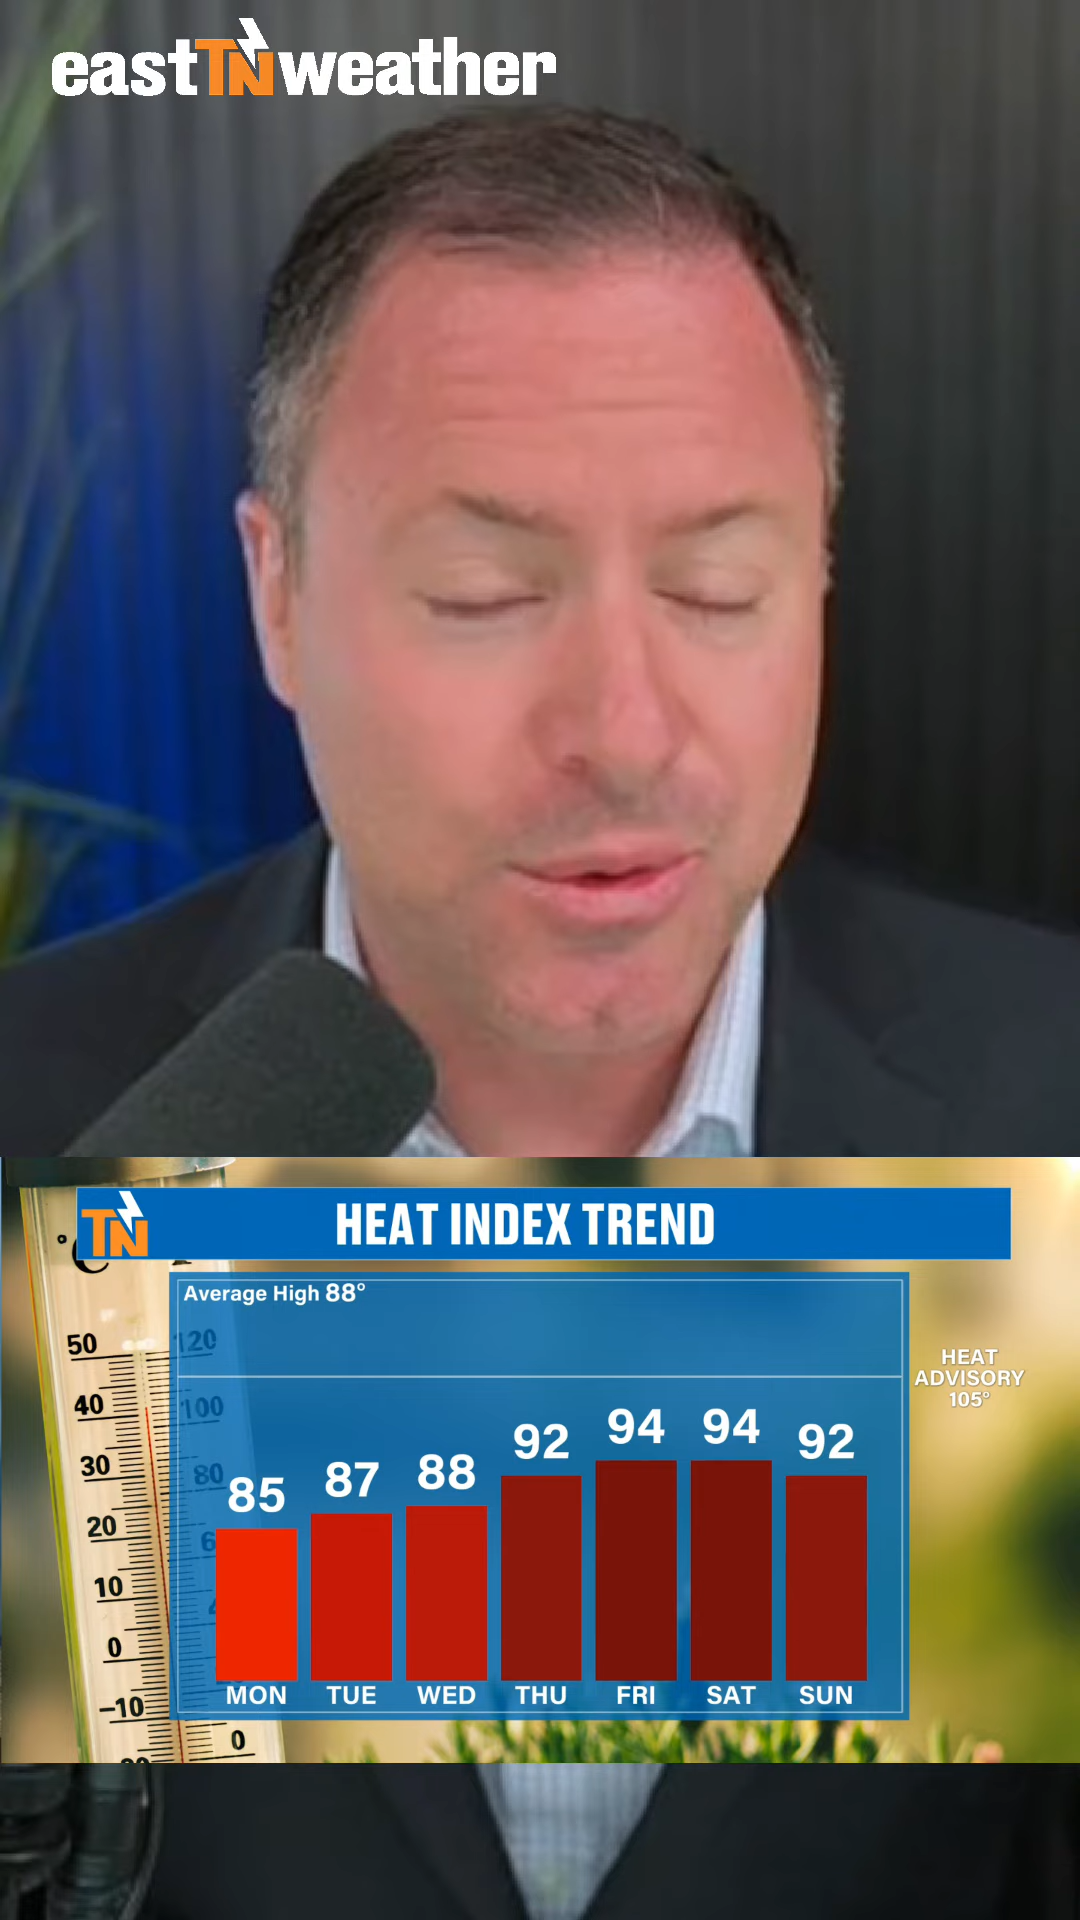 eastTNweather
TN
HEAT INDEX TREND
Average High 88°
HEAT
ADVISORY
105°
85
87
88
92
94
94
92
MON
TUE
WED
THU
FRI
SAT
SUN
°C
50
40
30
20
10
0
-10
120
100
80
0